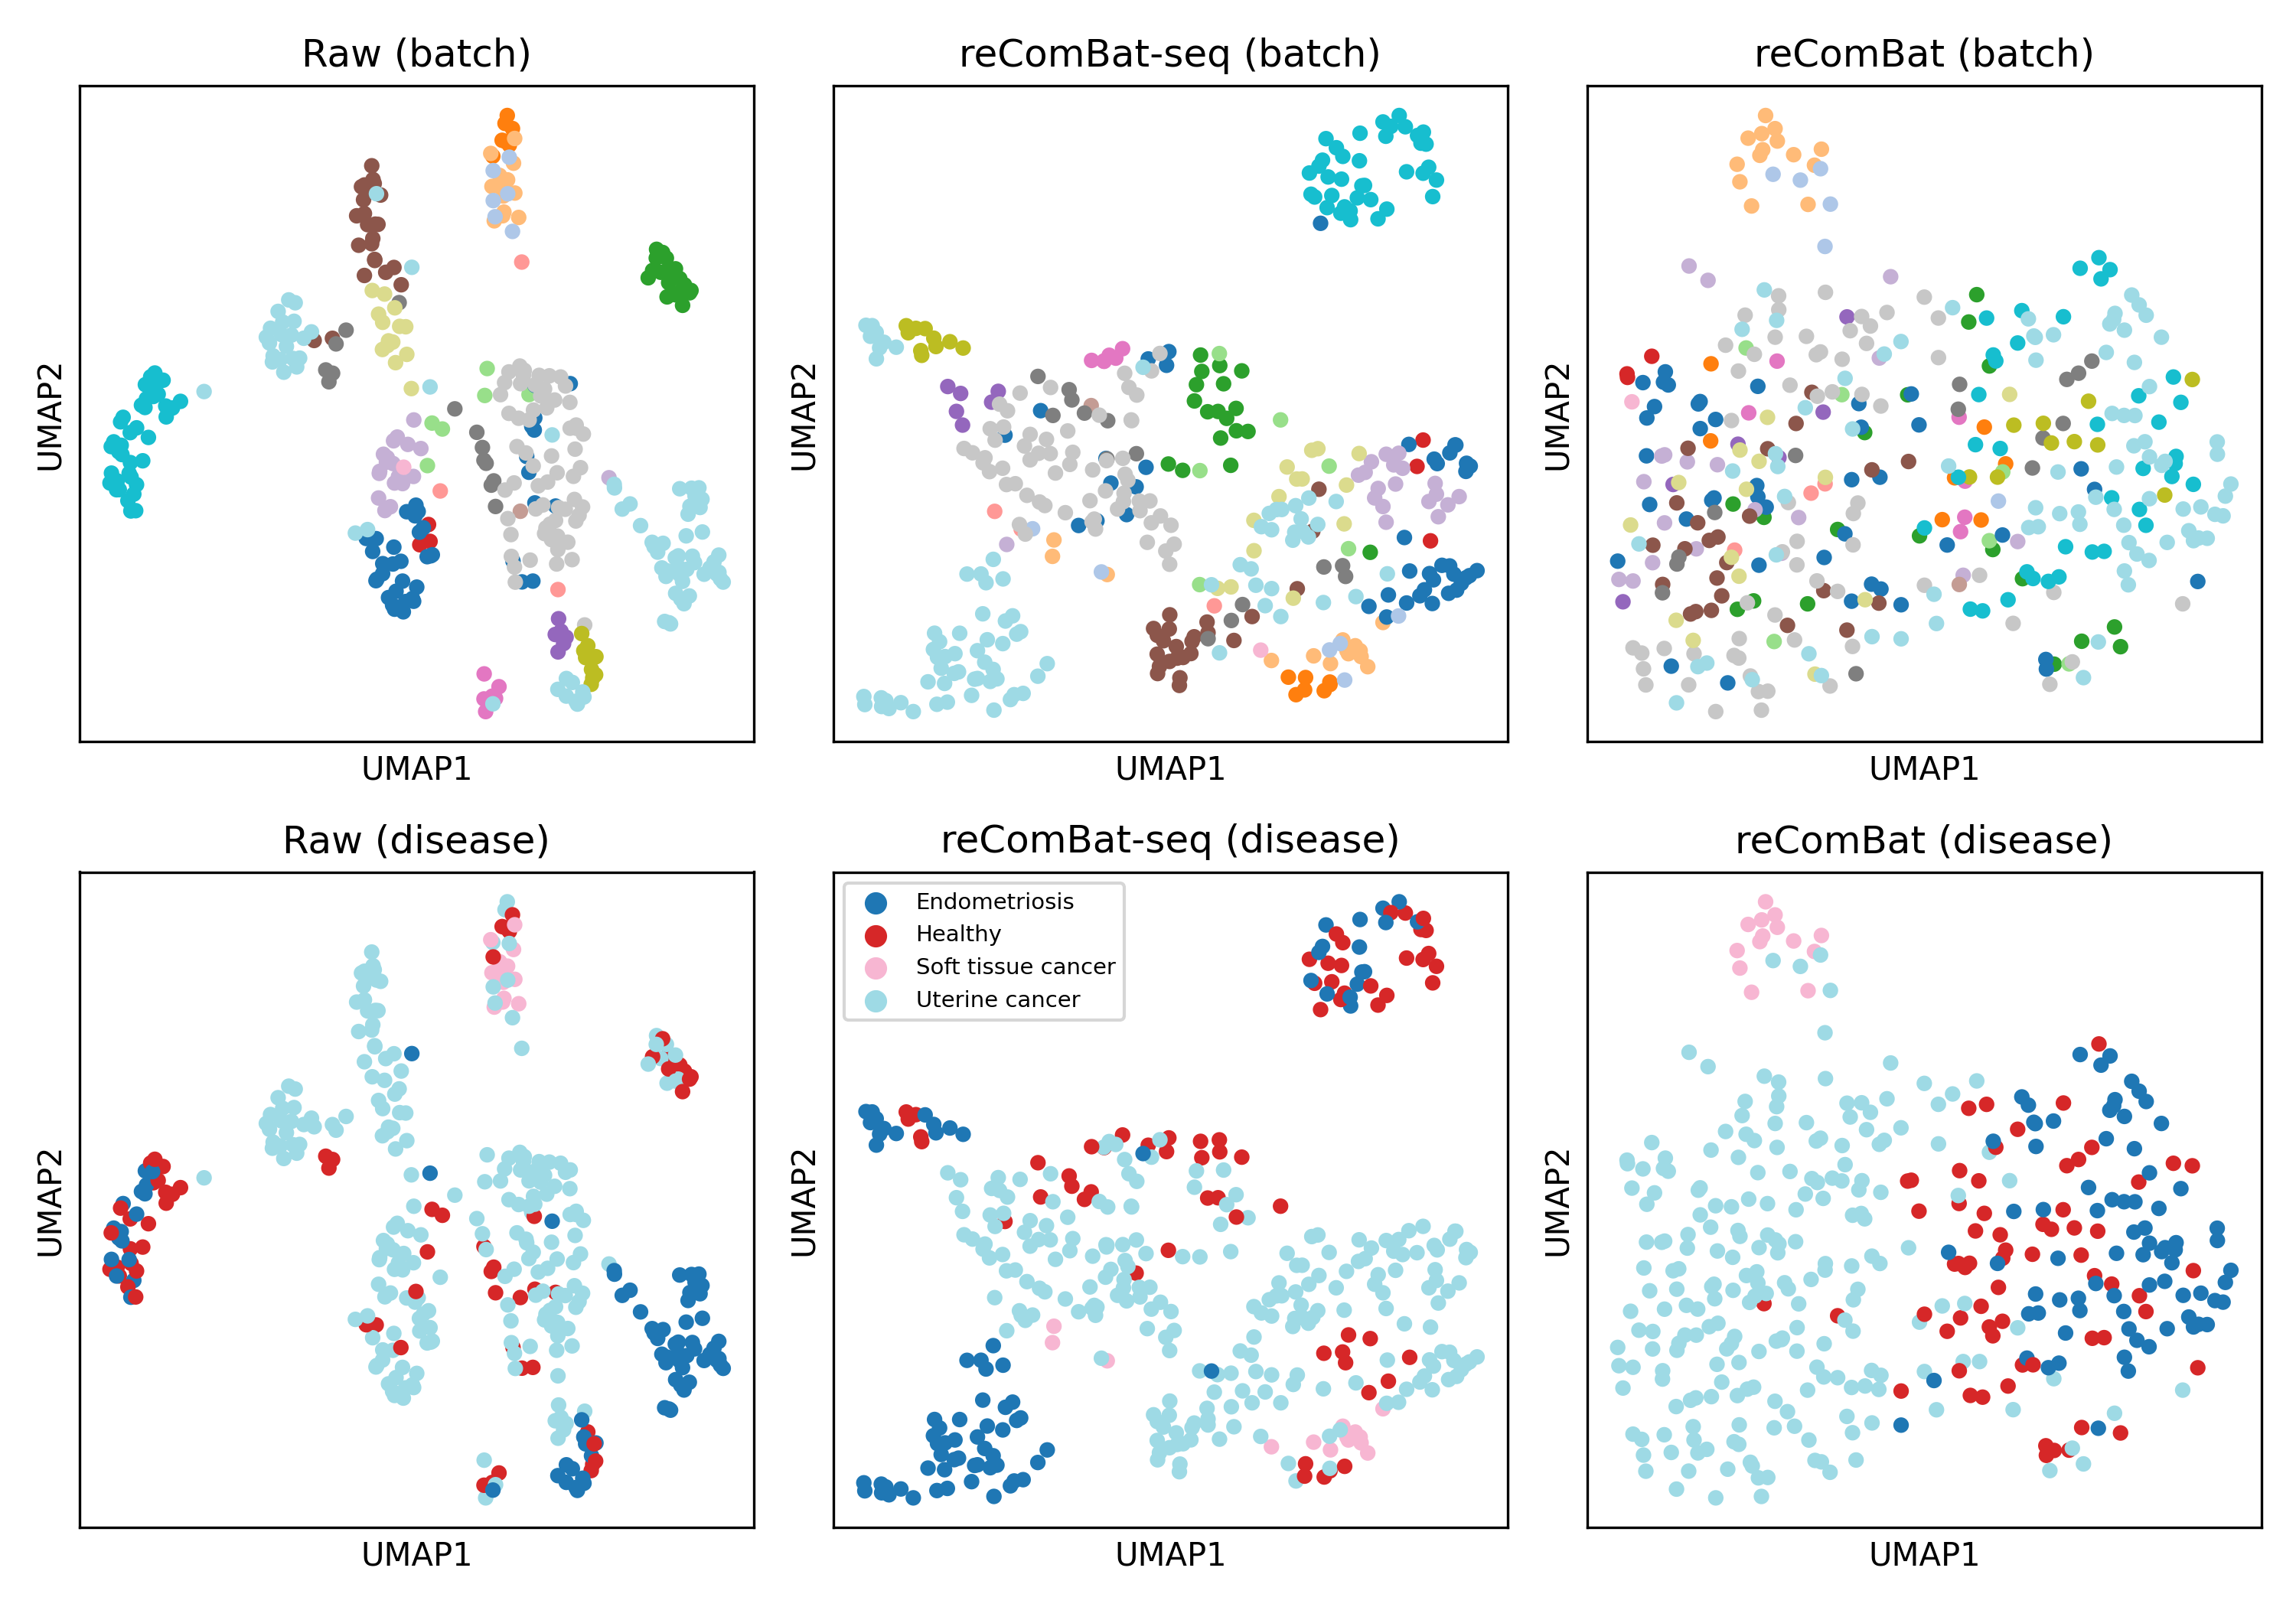 Raw (batch)
reComBat-seq (batch)
reComBat (batch)
UMAP2
UMAP2
UMAP2
UMAP1
UMAP1
UMAP1
Raw (disease)
reComBat-seq (disease)
reComBat (disease)
Endometriosis
Healthy
Soft tissue cancer
Uterine cancer
UMAP2
UMAP2
UMAP2
UMAP1
UMAP1
UMAP1